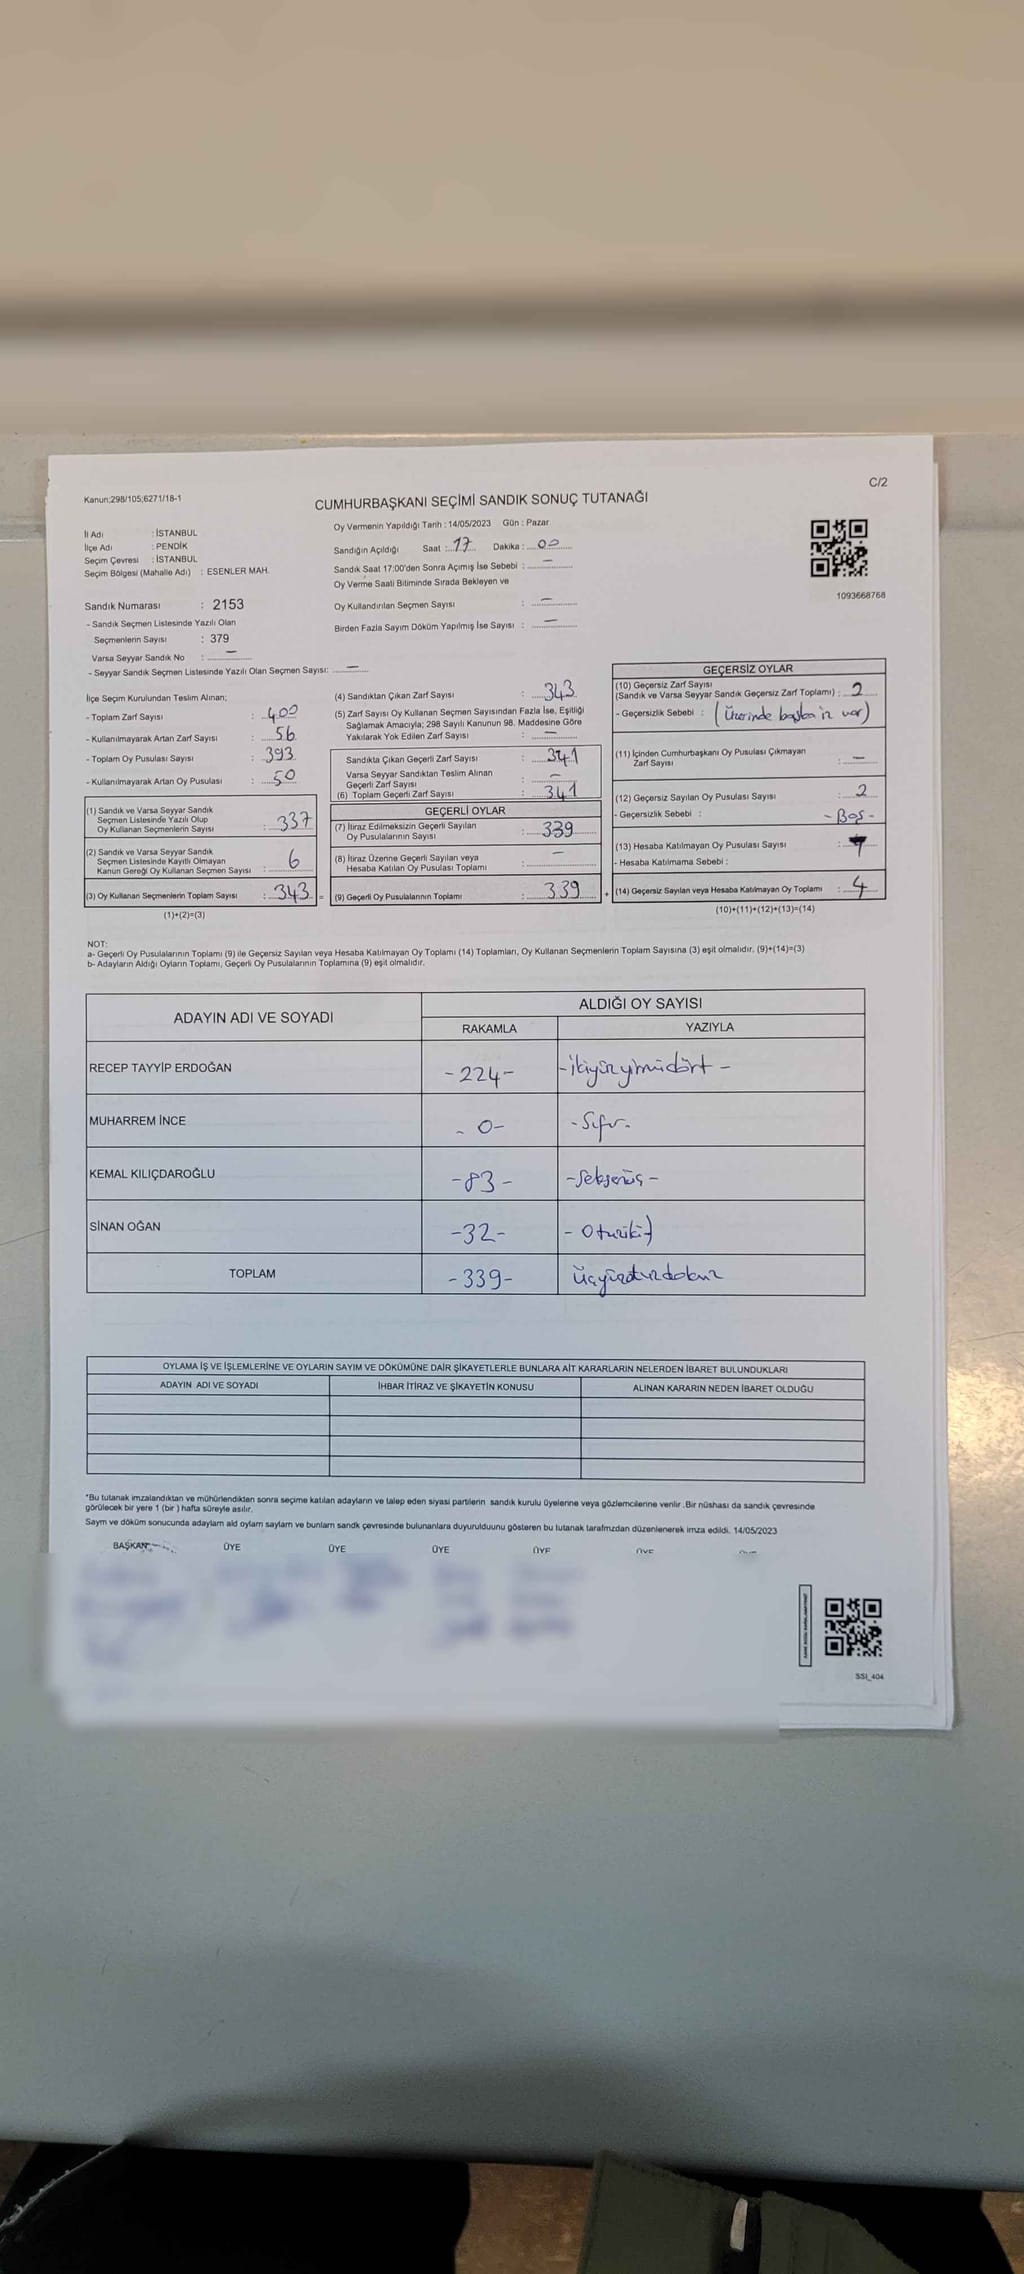 Kanun;298/105;6271/18-1
C/2
CUMHURBAŞKANI SEÇİMİ SANDIK SONUÇ TUTANAĞI
İl Adı : İSTANBUL
İlçe Adı : PENDİK
Seçim Çevresi : İSTANBUL
Seçim Bölgesi (Mahalle Adı) : ESENLER MAH.
Oy Vermenin Yapıldığı Tarih : 14/05/2023 Gün : Pazar
Sandığın Açıldığı Saat : 17 Dakika : 00
Sandık Saat 17:00'den Sonra Açımış İse Sebebi : —
Oy Verme Saati Bitiminde Sırada Bekleyen ve
Oy Kullandırılan Seçmen Sayısı : —
Birden Fazla Sayım Döküm Yapılmış İse Sayısı : —
1093668768
Sandık Numarası : 2153
- Sandık Seçmen Listesinde Yazılı Olan
Seçmenlerin Sayısı : 379
Varsa Seyyar Sandık No : —
- Seyyar Sandık Seçmen Listesinde Yazılı Olan Seçmen Sayısı: —
İlçe Seçim Kurulundan Teslim Alınan;
- Toplam Zarf Sayısı : 400
- Kullanılmayarak Artan Zarf Sayısı : 56
- Toplam Oy Pusulası Sayısı : 393
- Kullanılmayarak Artan Oy Pusulası : 50
(1) Sandık ve Varsa Seyyar Sandık
Seçmen Listesinde Yazılı Olup
Oy Kullanan Seçmenlerin Sayısı : 337
(2) Sandık ve Varsa Seyyar Sandık
Seçmen Listesinde Kayıtlı Olmayan
Kanun Gereği Oy Kullanan Seçmen Sayısı : 6
(3) Oy Kullanan Seçmenlerin Toplam Sayısı : 343 =
(1)+(2)=(3)
(4) Sandıktan Çıkan Zarf Sayısı : 343
(5) Zarf Sayısı Oy Kullanan Seçmen Sayısından Fazla İse, Eşitliği
Sağlamak Amacıyla; 298 Sayılı Kanunun 98. Maddesine Göre
Yakılarak Yok Edilen Zarf Sayısı : —
Sandıkta Çıkan Geçerli Zarf Sayısı : 341
Varsa Seyyar Sandıktan Teslim Alınan
Geçerli Zarf Sayısı : —
(6) Toplam Geçerli Zarf Sayısı : 341
GEÇERLİ OYLAR
(7) İtiraz Edilmeksizin Geçerli Sayılan
Oy Pusulalarının Sayısı : 339
(8) İtiraz Üzerine Geçerli Sayılan veya
Hesaba Katılan Oy Pusulası Toplamı : —
(9) Geçerli Oy Pusulalarının Toplamı : 339 +
GEÇERSİZ OYLAR
(10) Geçersiz Zarf Sayısı
(Sandık ve Varsa Seyyar Sandık Geçersiz Zarf Toplamı) : 2
- Geçersizlik Sebebi : (üzerinde başka iz var)
(11) İçinden Cumhurbaşkanı Oy Pusulası Çıkmayan
Zarf Sayısı : —
(12) Geçersiz Sayılan Oy Pusulası Sayısı : 2
- Geçersizlik Sebebi : - Boş -
(13) Hesaba Katılmayan Oy Pusulası Sayısı :
- Hesaba Katılmama Sebebi :
(14) Geçersiz Sayılan veya Hesaba Katılmayan Oy Toplamı : 4
(10)+(11)+(12)+(13)=(14)
NOT:
a- Geçerli Oy Pusulalarının Toplamı (9) ile Geçersiz Sayılan veya Hesaba Katılmayan Oy Toplamı (14) Toplamları, Oy Kullanan Seçmenlerin Toplam Sayısına (3) eşit olmalıdır. (9)+(14)=(3)
b- Adayların Aldığı Oyların Toplamı, Geçerli Oy Pusulalarının Toplamına (9) eşit olmalıdır.
ADAYIN ADI VE SOYADI
ALDIĞI OY SAYISI
RAKAMLA YAZIYLA
RECEP TAYYİP ERDOĞAN -224- -ikiyüzyirmidört-
MUHARREM İNCE -0- -Sıfır-
KEMAL KILIÇDAROĞLU -83- -Seksenüç-
SİNAN OĞAN -32- -Otuziki-
TOPLAM -339- Üçyüzotuzdokuz
OYLAMA İŞ VE İŞLEMLERİNE VE OYLARIN SAYIM VE DÖKÜMÜNE DAİR ŞİKAYETLERLE BUNLARA AİT KARARLARIN NELERDEN İBARET BULUNDUKLARI
ADAYIN ADI VE SOYADI İHBAR İTİRAZ VE ŞİKAYETİN KONUSU ALINAN KARARIN NEDEN İBARET OLDUĞU
*Bu tutanak imzalandıktan ve mühürlendikten sonra seçime katılan adayların ve talep eden siyasi partilerin sandık kurulu üyelerine veya gözlemcilerine verilir. Bir nüshası da sandık çevresinde
görülecek bir yere 1 (bir ) hafta süreyle asılır.
Saym ve döküm sonucunda adaylarn ald oylarn saylarn ve bunlarn sandk çevresinde bulunanlara duyurulduunu gösteren bu tutanak tarafmzdan düzenlenerek imza edildi. 14/05/2023
BAŞKAN ÜYE ÜYE ÜYE ÜYE ÜYE
SSI_404